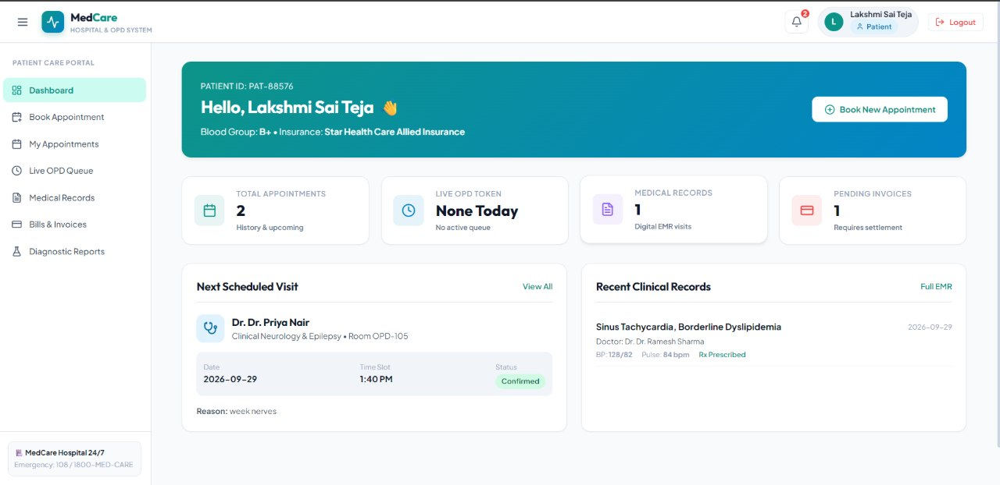 MedCare
HOSPITAL & OPD SYSTEM
2
L
Lakshmi Sai Teja
Patient
Logout
PATIENT CARE PORTAL
Dashboard
Book Appointment
My Appointments
Live OPD Queue
Medical Records
Bills & Invoices
Diagnostic Reports
MedCare Hospital 24/7
Emergency: 108 / 1800-MED-CARE
PATIENT ID: PAT-88576
Hello, Lakshmi Sai Teja 👋
Blood Group: B+ • Insurance: Star Health Care Allied Insurance
Book New Appointment
TOTAL APPOINTMENTS
2
History & upcoming
LIVE OPD TOKEN
None Today
No active queue
MEDICAL RECORDS
1
Digital EMR visits
PENDING INVOICES
1
Requires settlement
Next Scheduled Visit
View All
Dr. Dr. Priya Nair
Clinical Neurology & Epilepsy • Room OPD-105
Date
2026-09-29
Time Slot
1:40 PM
Status
Confirmed
Reason: week nerves
Recent Clinical Records
Full EMR
Sinus Tachycardia, Borderline Dyslipidemia
2026-09-29
Doctor: Dr. Dr. Ramesh Sharma
BP: 128/82 Pulse: 84 bpm Rx Prescribed